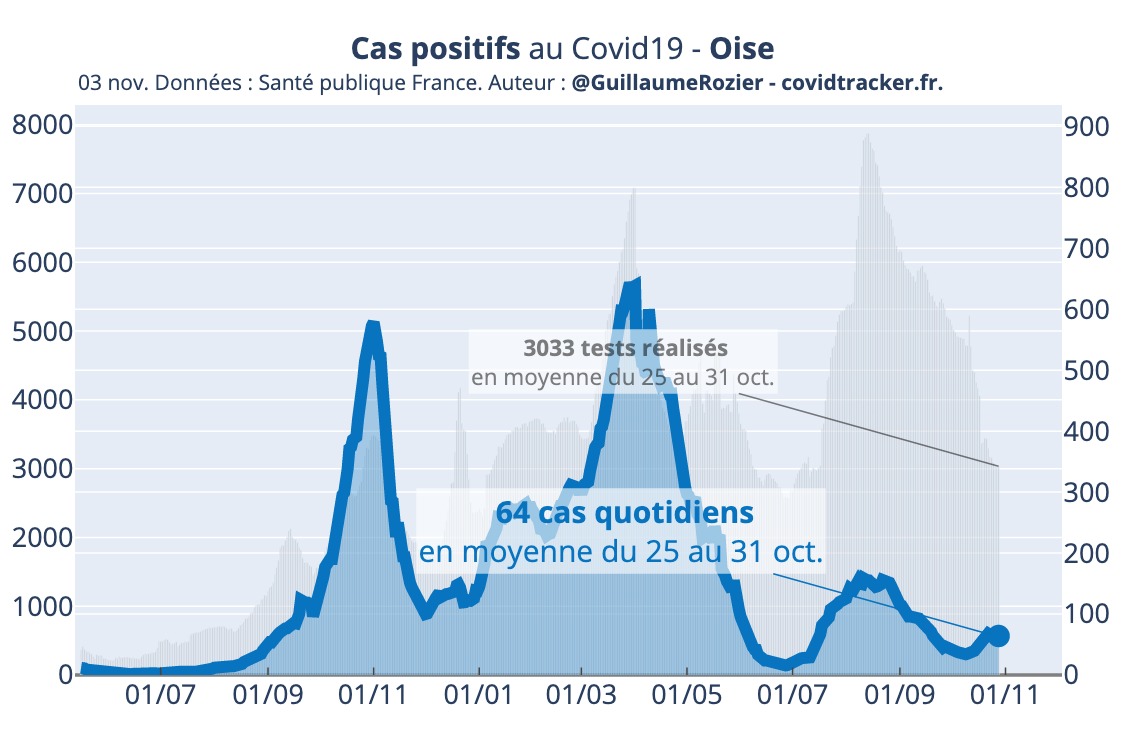 Cas positifs au Covid19 - Oise
03 nov. Données : Santé publique France. Auteur : @GuillaumeRozier - covidtracker.fr.
8000
7000
6000
5000
4000
3000
2000
1000
0
900
800
700
600
500
400
300
200
100
0
3033 tests réalisés
en moyenne du 25 au 31 oct.
64 cas quotidiens
en moyenne du 25 au 31 oct.
01/07 01/09 01/11 01/01 01/03 01/05 01/07 01/09 01/11